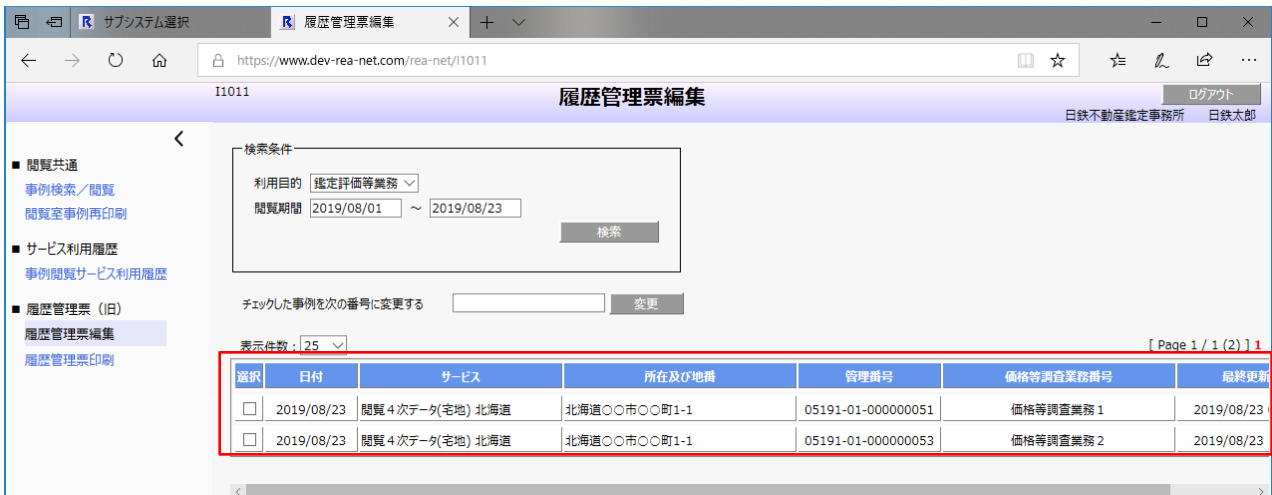 サブシステム選択
履歴管理票編集
https://www.dev-rea-net.com/rea-net/I1011
I1011
履歴管理票編集
ログアウト
日鉄不動産鑑定事務所 日鉄太郎
■ 閲覧共通
事例検索／閲覧
閲覧室事例再印刷
■ サービス利用履歴
事例閲覧サービス利用履歴
■ 履歴管理票（旧）
履歴管理票編集
履歴管理票印刷
検索条件
利用目的 鑑定評価等業務
閲覧期間 2019/08/01 ～ 2019/08/23
検索
チェックした事例を次の番号に変更する 変更
表示件数： 25 [ Page 1 / 1 (2) ] 1
選択 日付 サービス 所在及び地番 管理番号 価格等調査業務番号 最終更新
2019/08/23 閲覧４次データ(宅地) 北海道 北海道○○市○○町1-1 05191-01-000000051 価格等調査業務１ 2019/08/23
2019/08/23 閲覧４次データ(宅地) 北海道 北海道○○市○○町1-1 05191-01-000000053 価格等調査業務２ 2019/08/23